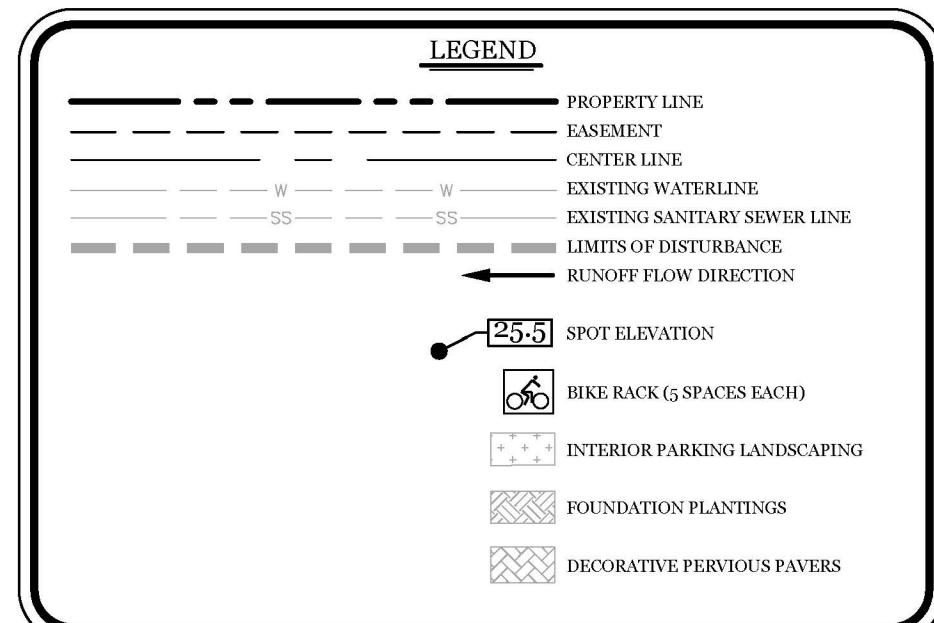 LEGEND
PROPERTY LINE
EASEMENT
CENTER LINE
W W EXISTING WATERLINE
SS SS EXISTING SANITARY SEWER LINE
LIMITS OF DISTURBANCE
RUNOFF FLOW DIRECTION
25.5 SPOT ELEVATION
BIKE RACK (5 SPACES EACH)
INTERIOR PARKING LANDSCAPING
FOUNDATION PLANTINGS
DECORATIVE PERVIOUS PAVERS